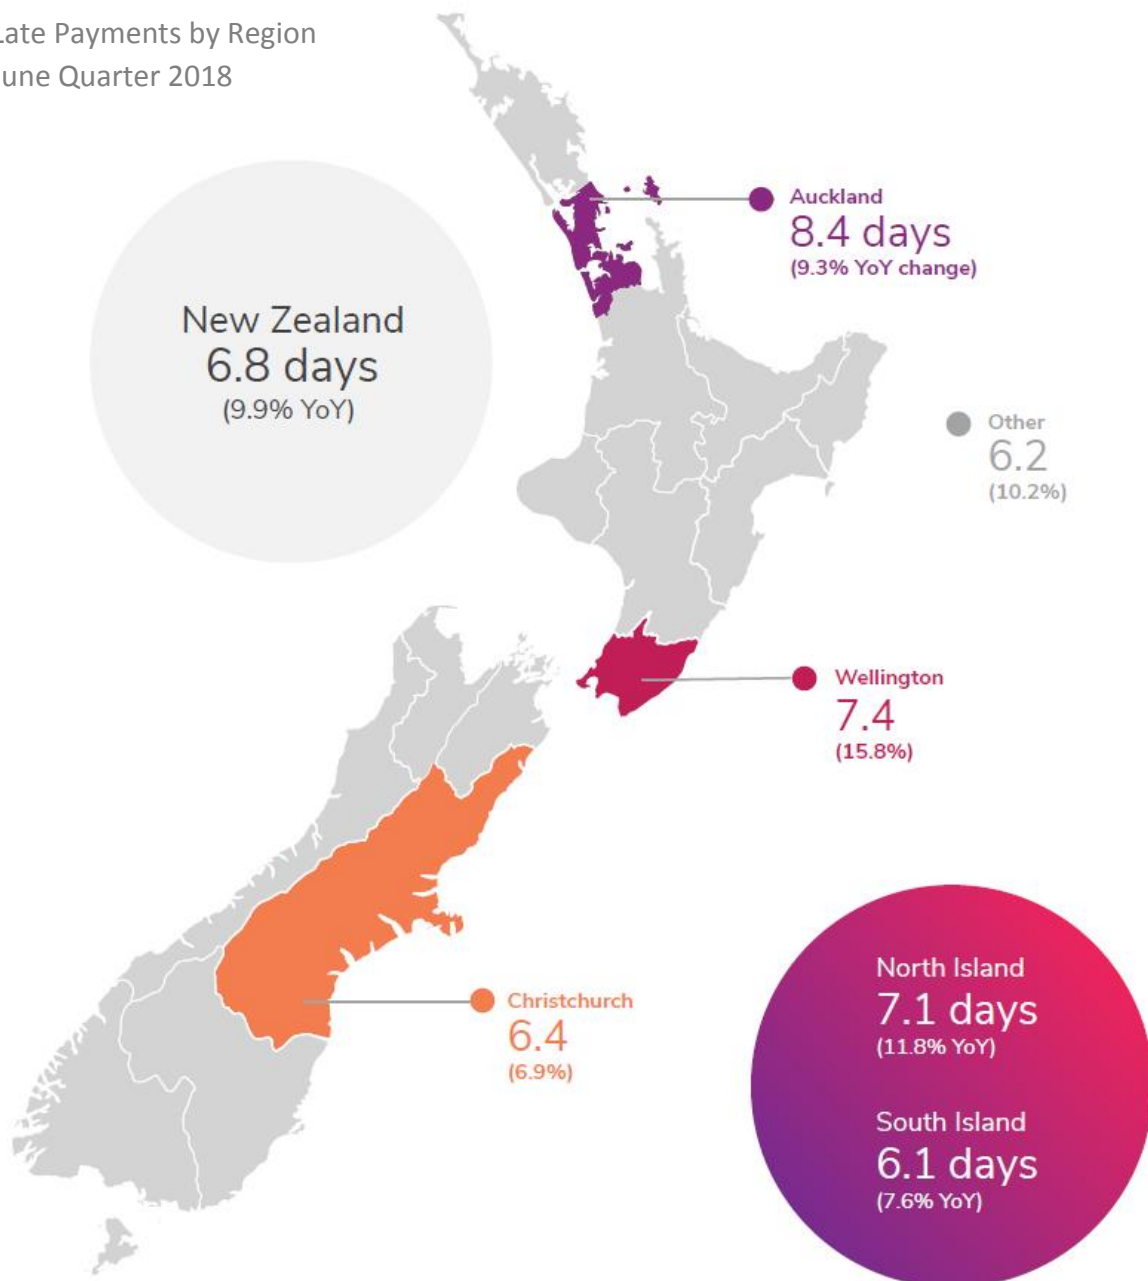 Late Payments by Region
June Quarter 2018
Auckland
8.4 days
(9.3% YoY change)
New Zealand
6.8 days
(9.9% YoY)
Other
6.2
(10.2%)
Wellington
7.4
(15.8%)
North Island
7.1 days
(11.8% YoY)
South Island
6.1 days
(7.6% YoY)
Christchurch
6.4
(6.9%)